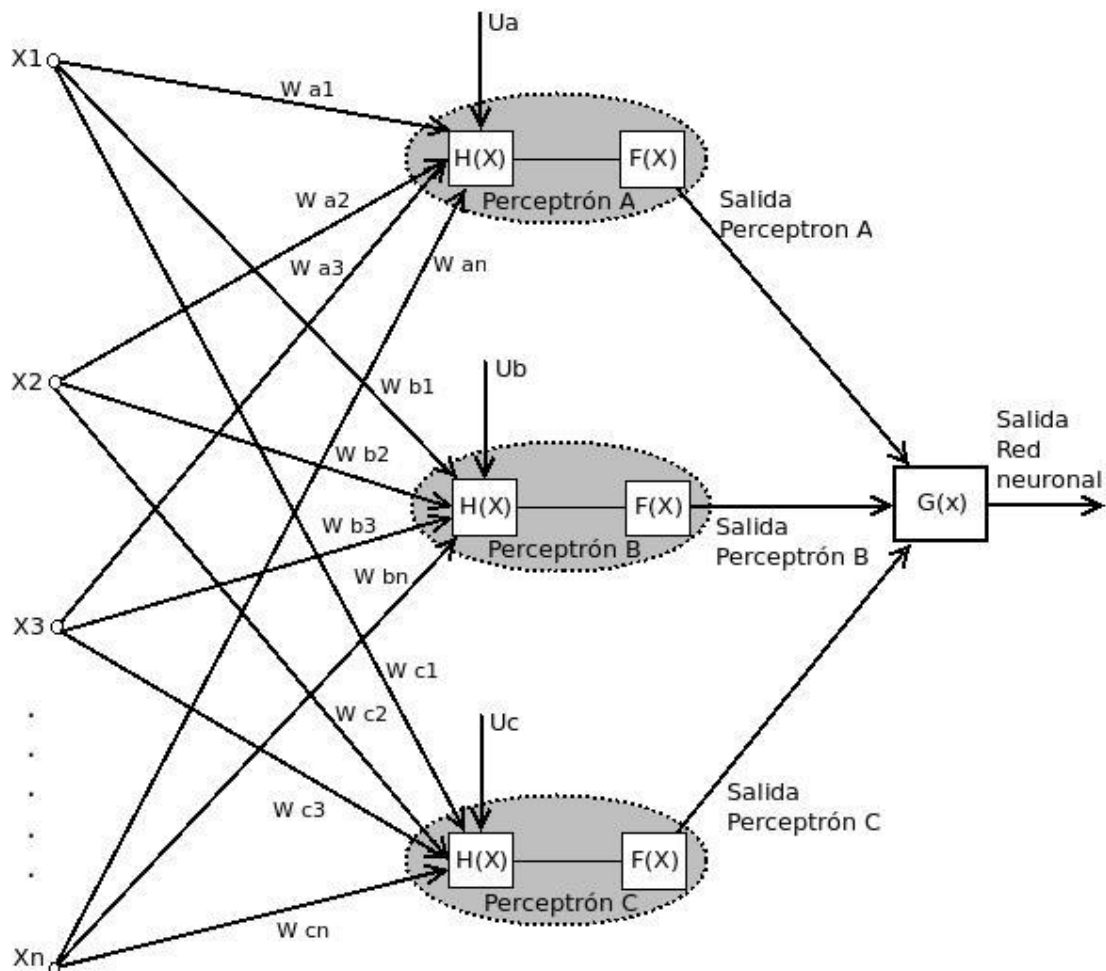 Ua
X1
W a1
H(X)
F(X)
Perceptrón A
Salida
Perceptron A
W a2
W a3
W an
Ub
X2
W b1
W b2
Salida
Red
neuronal
H(X)
F(X)
G(x)
W b3
Perceptrón B
Salida
Perceptrón B
W bn
X3
W c1
W c2
Uc
.
.
.
.
.
W c3
Salida
Perceptrón C
H(X)
F(X)
Perceptrón C
W cn
Xn